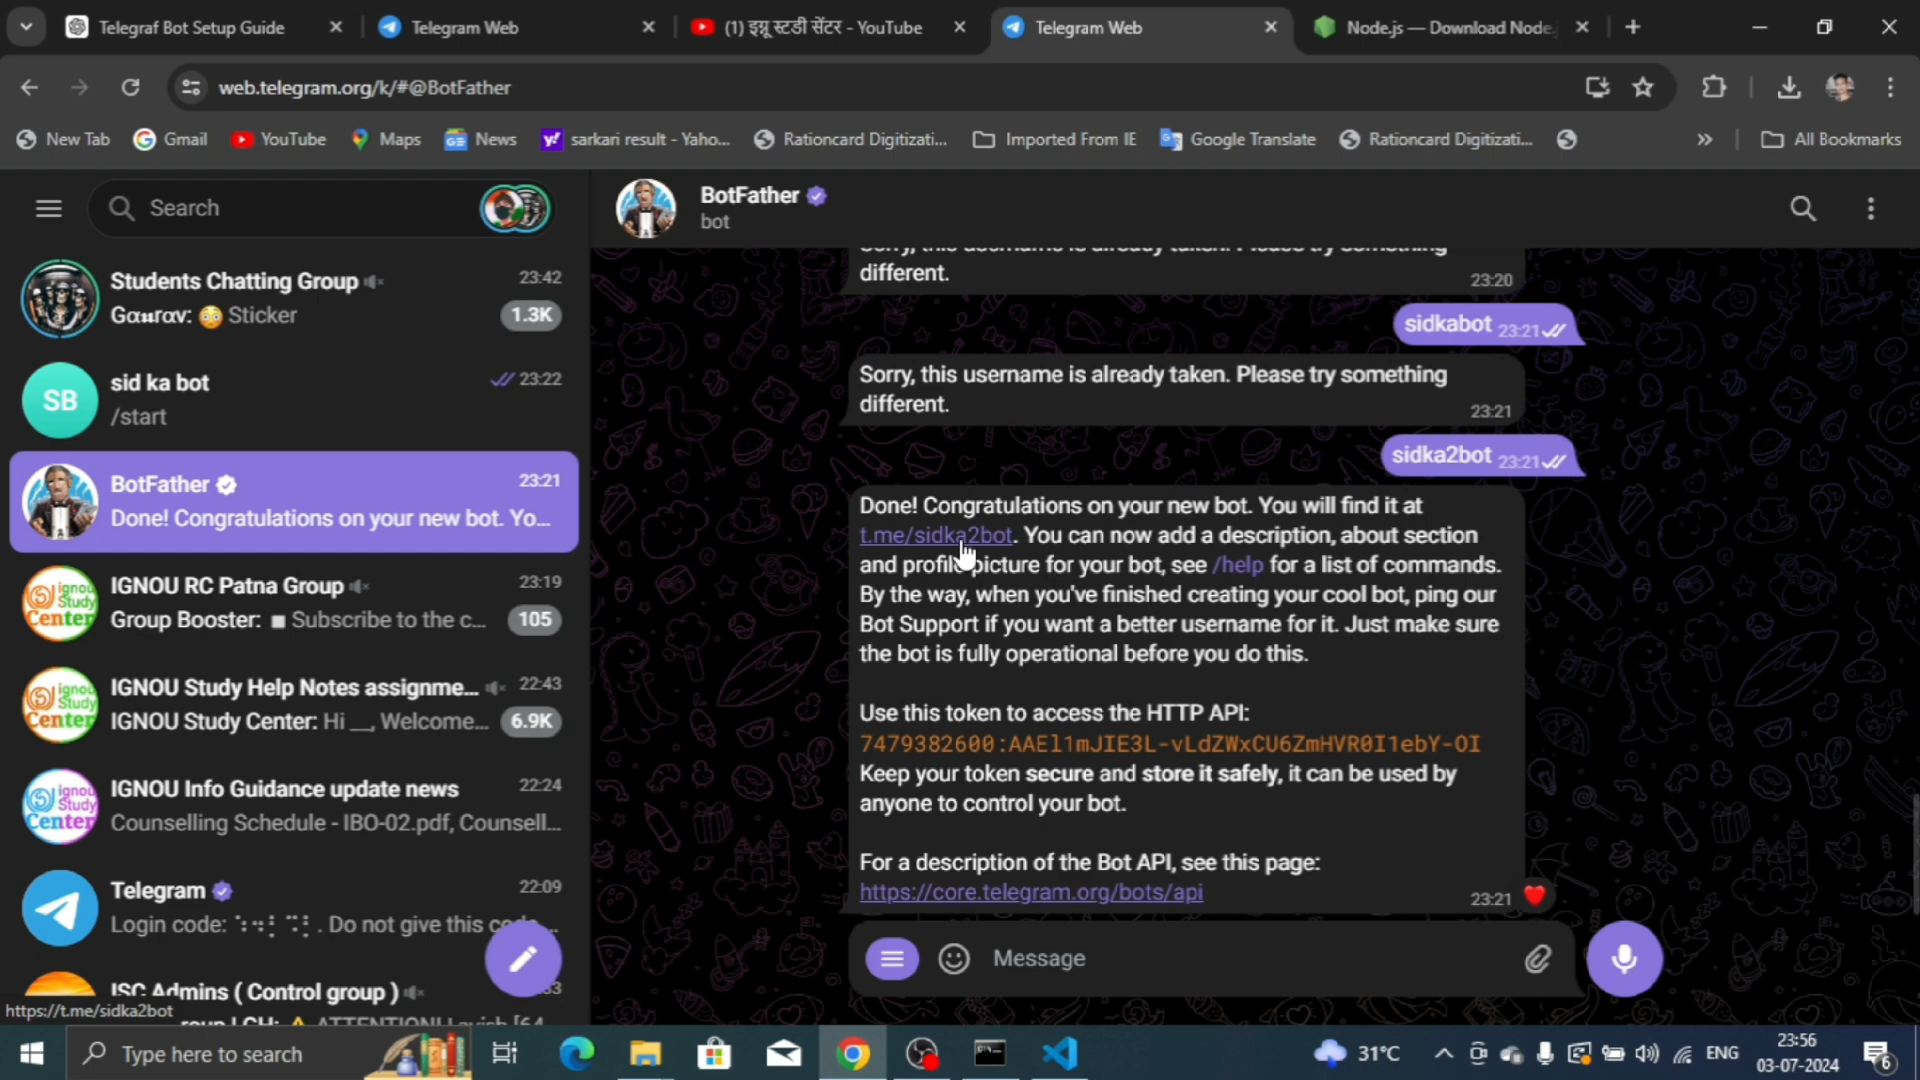 Telegraf Bot Setup Guide
Telegram Web
(1) इग्नू स्टडी सेंटर - YouTube
Telegram Web
Node.js — Download Node.
web.telegram.org/k/#@BotFather
New Tab
Gmail
YouTube
Maps
News
sarkari result - Yaho...
Rationcard Digitizati...
Imported From IE
Google Translate
Rationcard Digitizati...
All Bookmarks
Search
Students Chatting Group
23:42
Gαurαv: 😳 Sticker
1.3K
SB
sid ka bot
23:22
/start
BotFather
23:21
Done! Congratulations on your new bot. Yo...
IGNOU RC Patna Group
23:19
Group Booster: ■ Subscribe to the c...
105
IGNOU Study Help Notes assignme...
22:43
IGNOU Study Center: Hi __, Welcome...
6.9K
IGNOU Info Guidance update news
22:24
Counselling Schedule - IBO-02.pdf, Counsell...
Telegram
22:09
Login code: . Do not give this code...
ISC Admins ( Control group )
https://t.me/sidka2bot
BotFather
bot
Sorry, this username is already taken. Please try something
different.
23:20
sidkabot 23:21
Sorry, this username is already taken. Please try something
different.
23:21
sidka2bot 23:21
Done! Congratulations on your new bot. You will find it at
t.me/sidka2bot. You can now add a description, about section
and profile picture for your bot, see /help for a list of commands.
By the way, when you've finished creating your cool bot, ping our
Bot Support if you want a better username for it. Just make sure
the bot is fully operational before you do this.
Use this token to access the HTTP API:
7479382600:AAEl1mJIE3L-vLdZWxCU6ZmHVR0I1ebY-OI
Keep your token secure and store it safely, it can be used by
anyone to control your bot.
For a description of the Bot API, see this page:
https://core.telegram.org/bots/api
23:21 ❤️
Message
Type here to search
31°C
ENG
23:56
03-07-2024
6